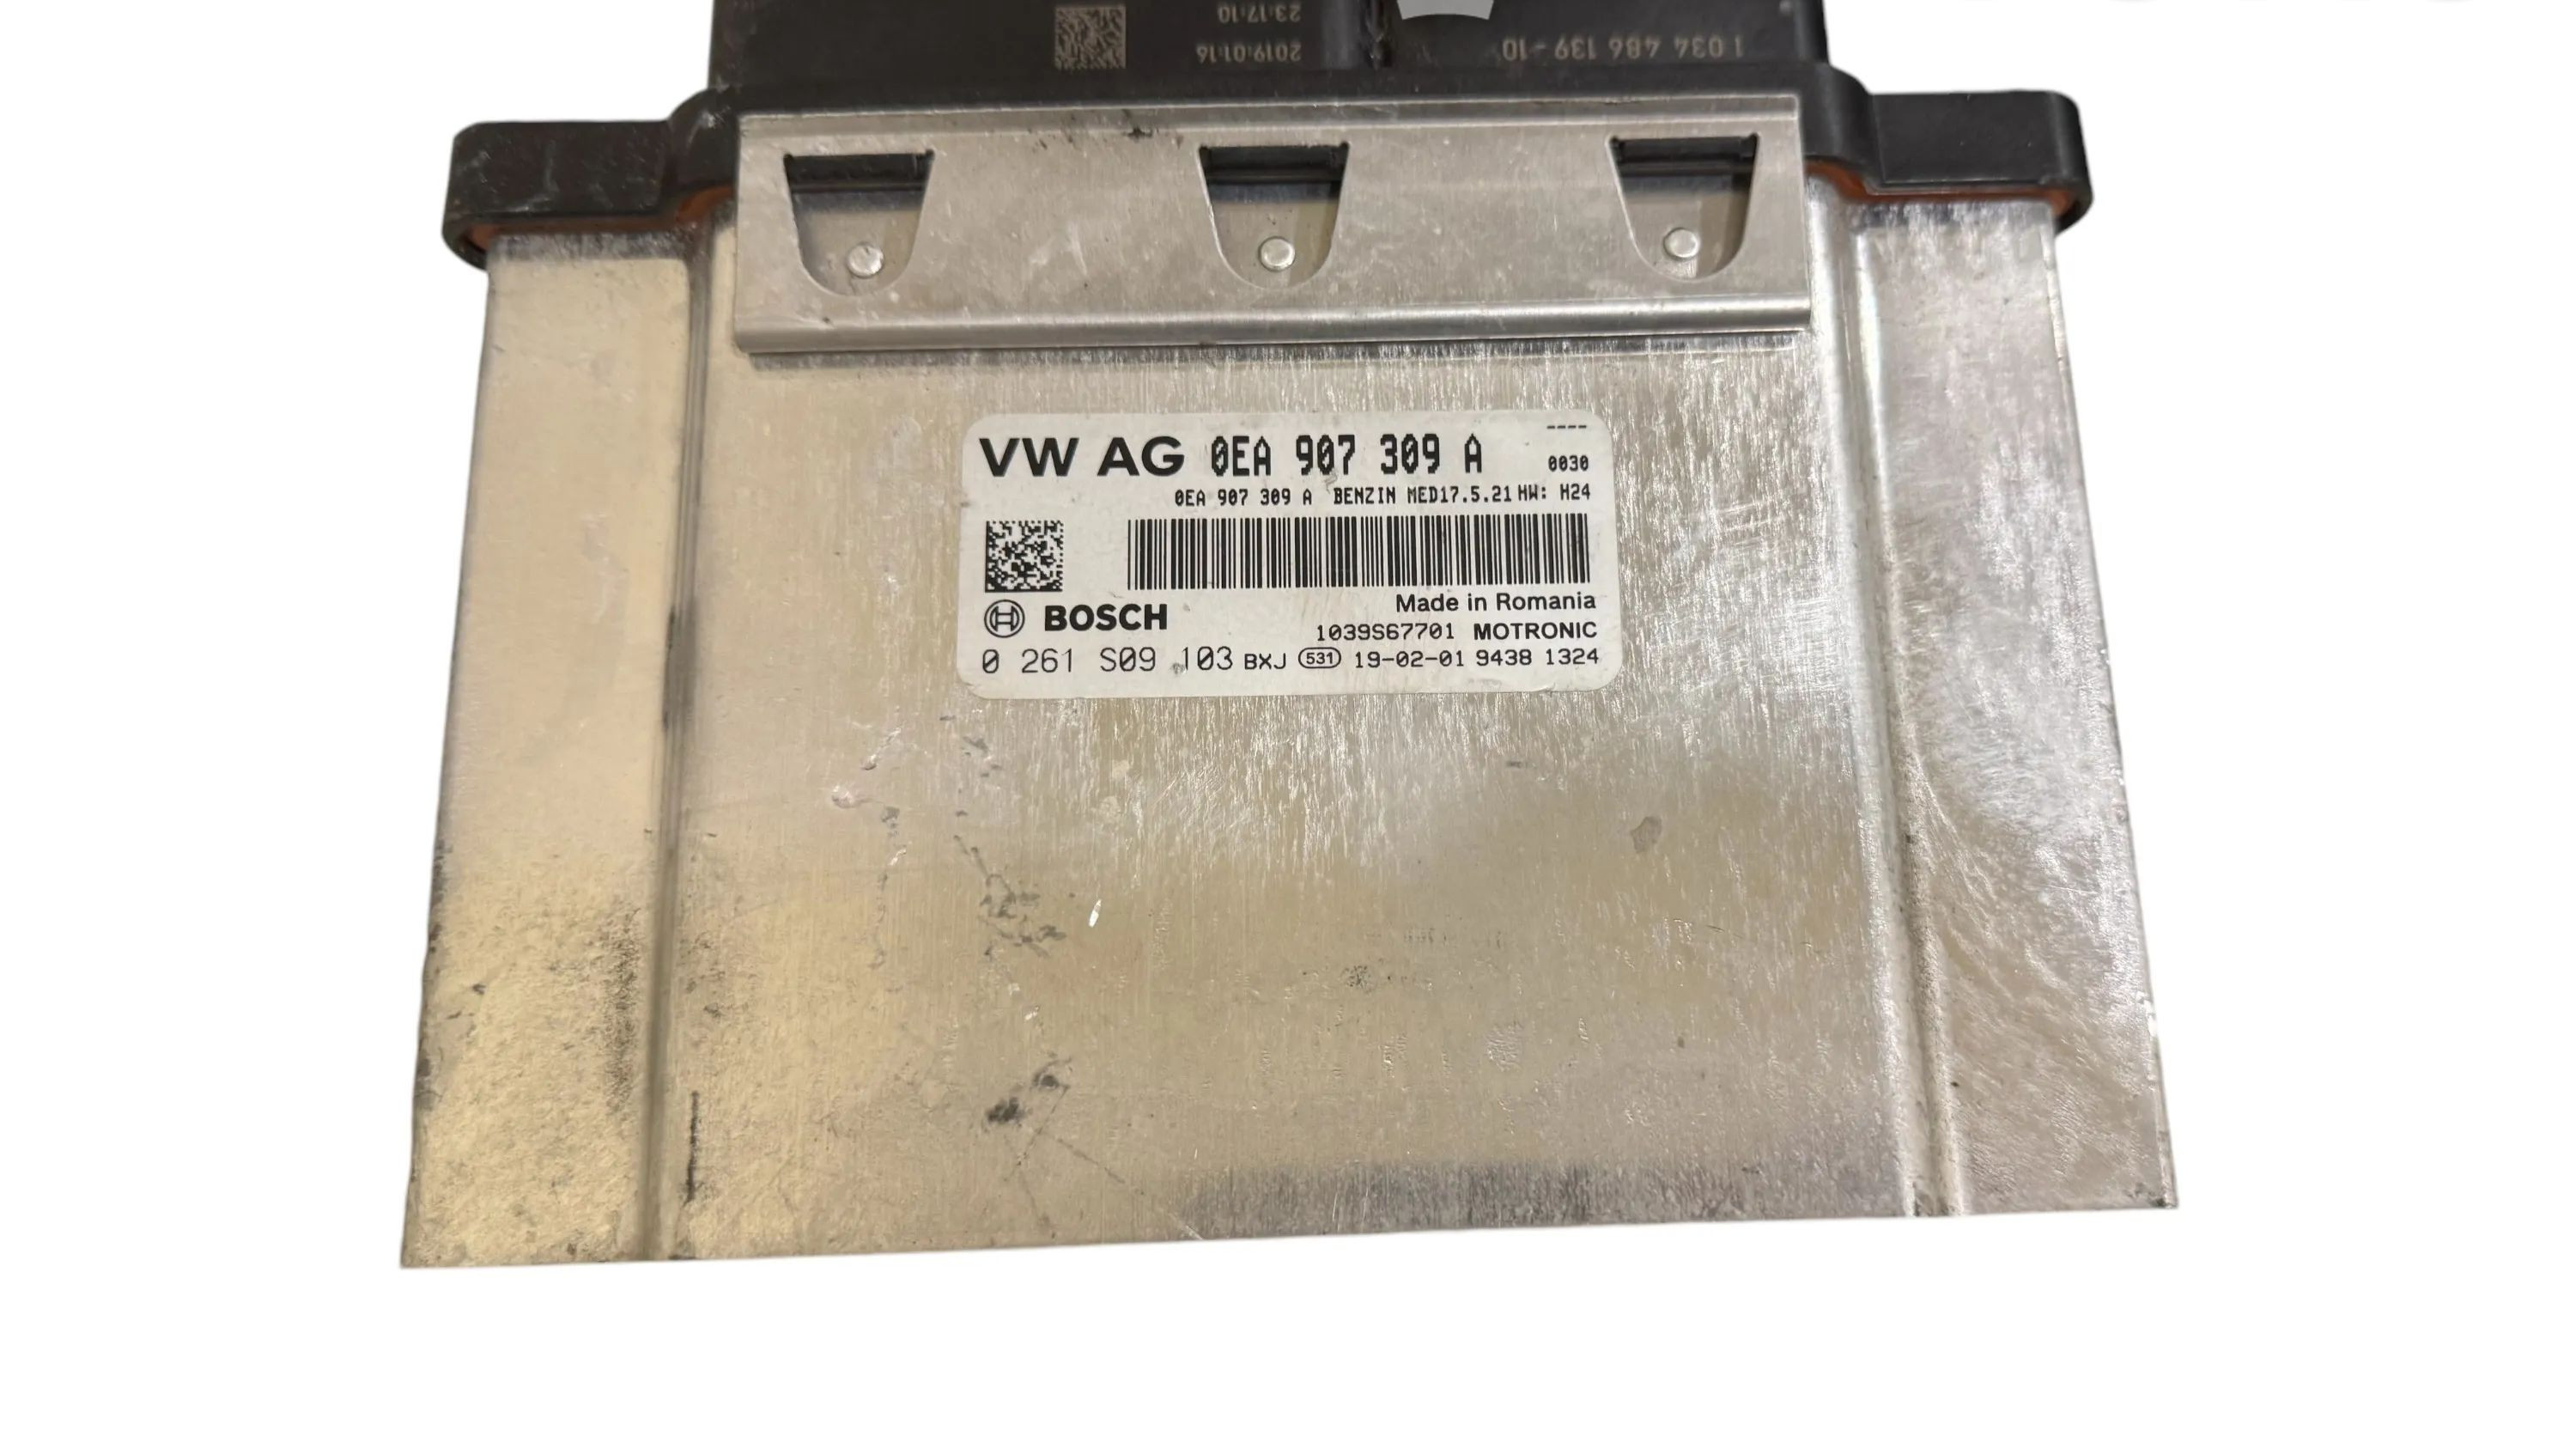 23:17:10
2019:01:16
1 034 486 139-10
VW AG 0EA 907 309 A
----
0030
0EA 907 309 A BENZIN MED17.5.21 HW: H24
BOSCH
Made in Romania
1039S67701 MOTRONIC
0 261 S09 103 BXJ 531 19-02-01 9438 1324